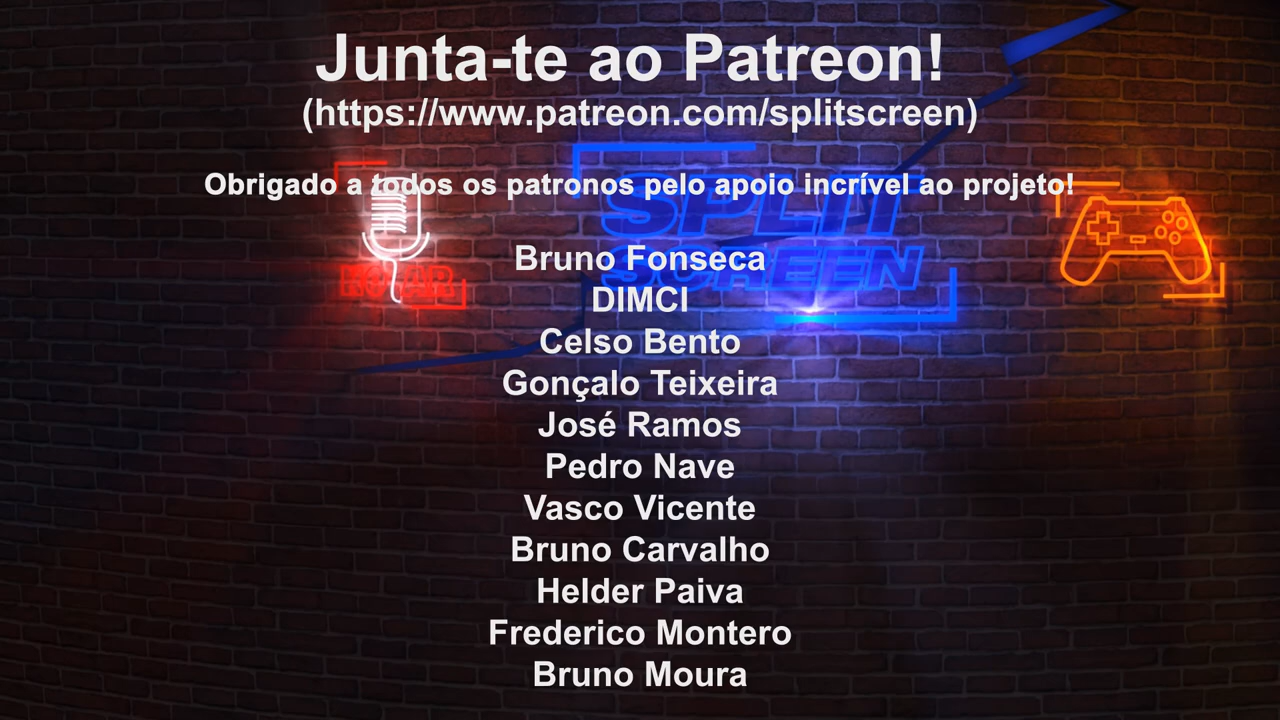 Junta-te ao Patreon!
(https://www.patreon.com/splitscreen)
Obrigado a todos os patronos pelo apoio incrível ao projeto!
SPLIT
SCREEN
Bruno Fonseca
DIMCI
Celso Bento
Gonçalo Teixeira
José Ramos
Pedro Nave
Vasco Vicente
Bruno Carvalho
Helder Paiva
Frederico Montero
Bruno Moura